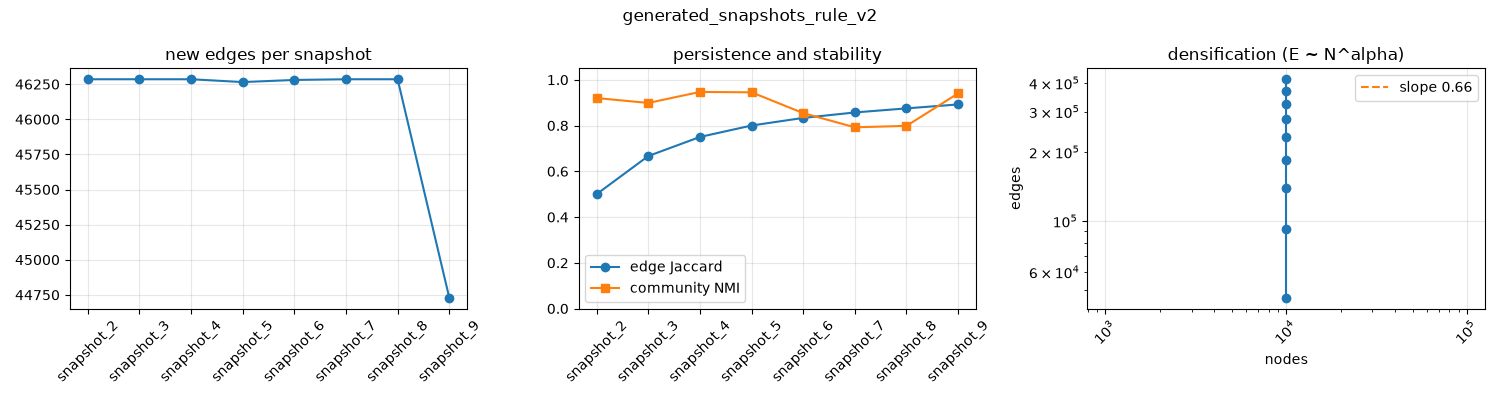 generated_snapshots_rule_v2
new edges per snapshot
46250
46000
45750
45500
45250
45000
44750
snapshot_2
snapshot_3
snapshot_4
snapshot_5
snapshot_6
snapshot_7
snapshot_8
snapshot_9
persistence and stability
1.0
0.8
0.6
0.4
0.2
0.0
edge Jaccard
community NMI
snapshot_2
snapshot_3
snapshot_4
snapshot_5
snapshot_6
snapshot_7
snapshot_8
snapshot_9
densification (E ~ N^alpha)
slope 0.66
edges
4 × 10⁵
3 × 10⁵
2 × 10⁵
10⁵
6 × 10⁴
10³
10⁴
10⁵
nodes